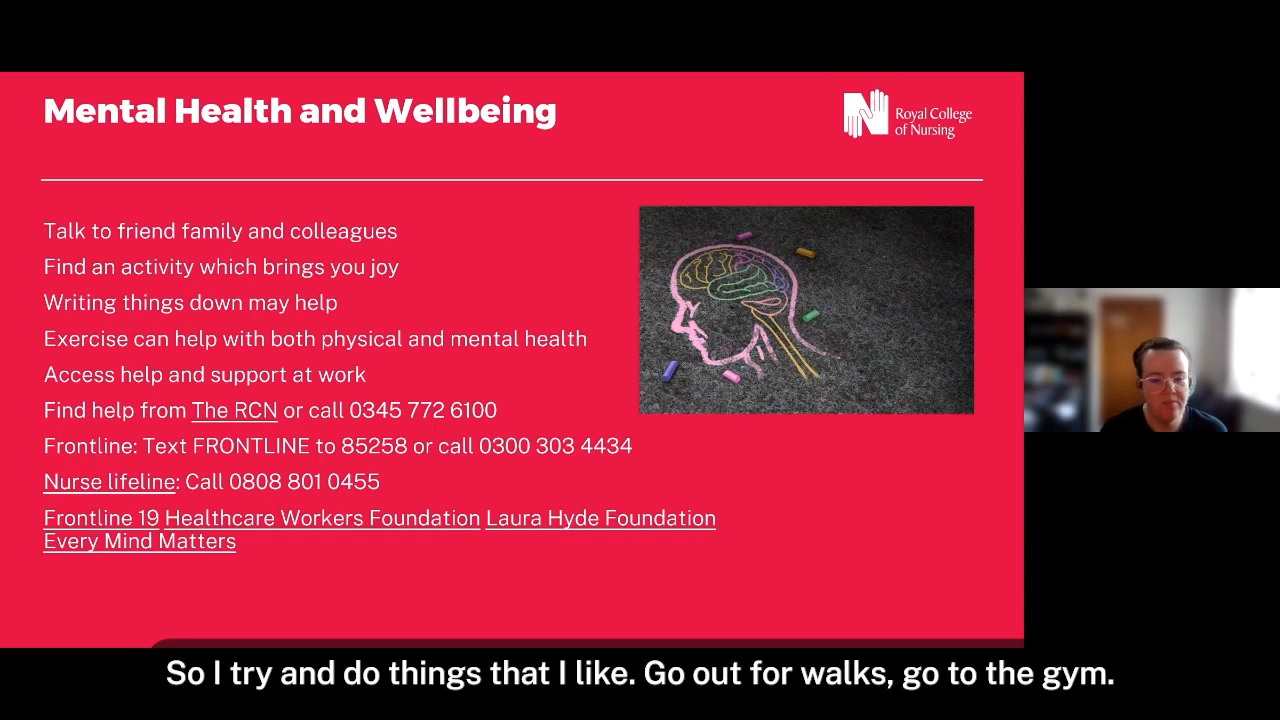 Mental Health and Wellbeing
Royal College
of Nursing
Talk to friend family and colleagues
Find an activity which brings you joy
Writing things down may help
Exercise can help with both physical and mental health
Access help and support at work
Find help from The RCN or call 0345 772 6100
Frontline: Text FRONTLINE to 85258 or call 0300 303 4434
Nurse lifeline: Call 0808 801 0455
Frontline 19 Healthcare Workers Foundation Laura Hyde Foundation
Every Mind Matters
So I try and do things that I like. Go out for walks, go to the gym.